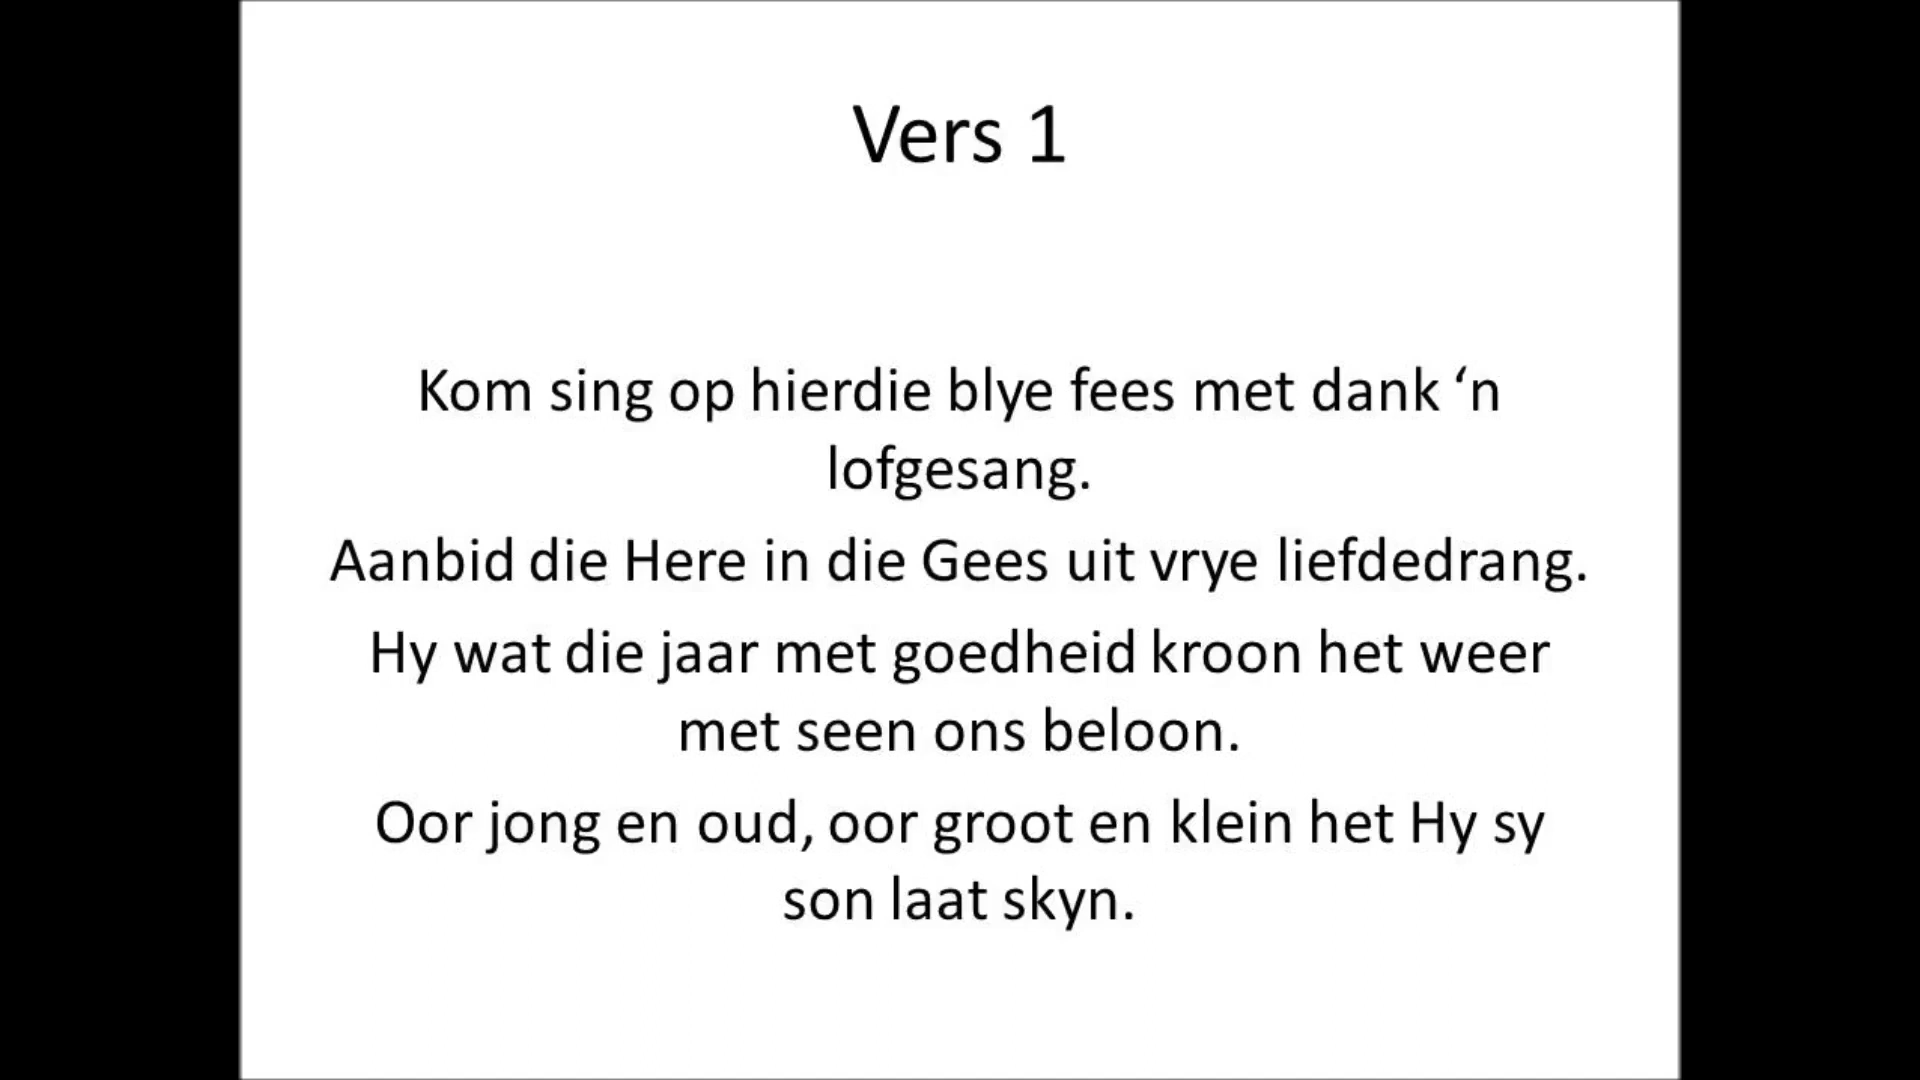 Vers 1
Kom sing op hierdie blye fees met dank ‘n
lofgesang.
Aanbid die Here in die Gees uit vrye liefdedrang.
Hy wat die jaar met goedheid kroon het weer
met seen ons beloon.
Oor jong en oud, oor groot en klein het Hy sy
son laat skyn.